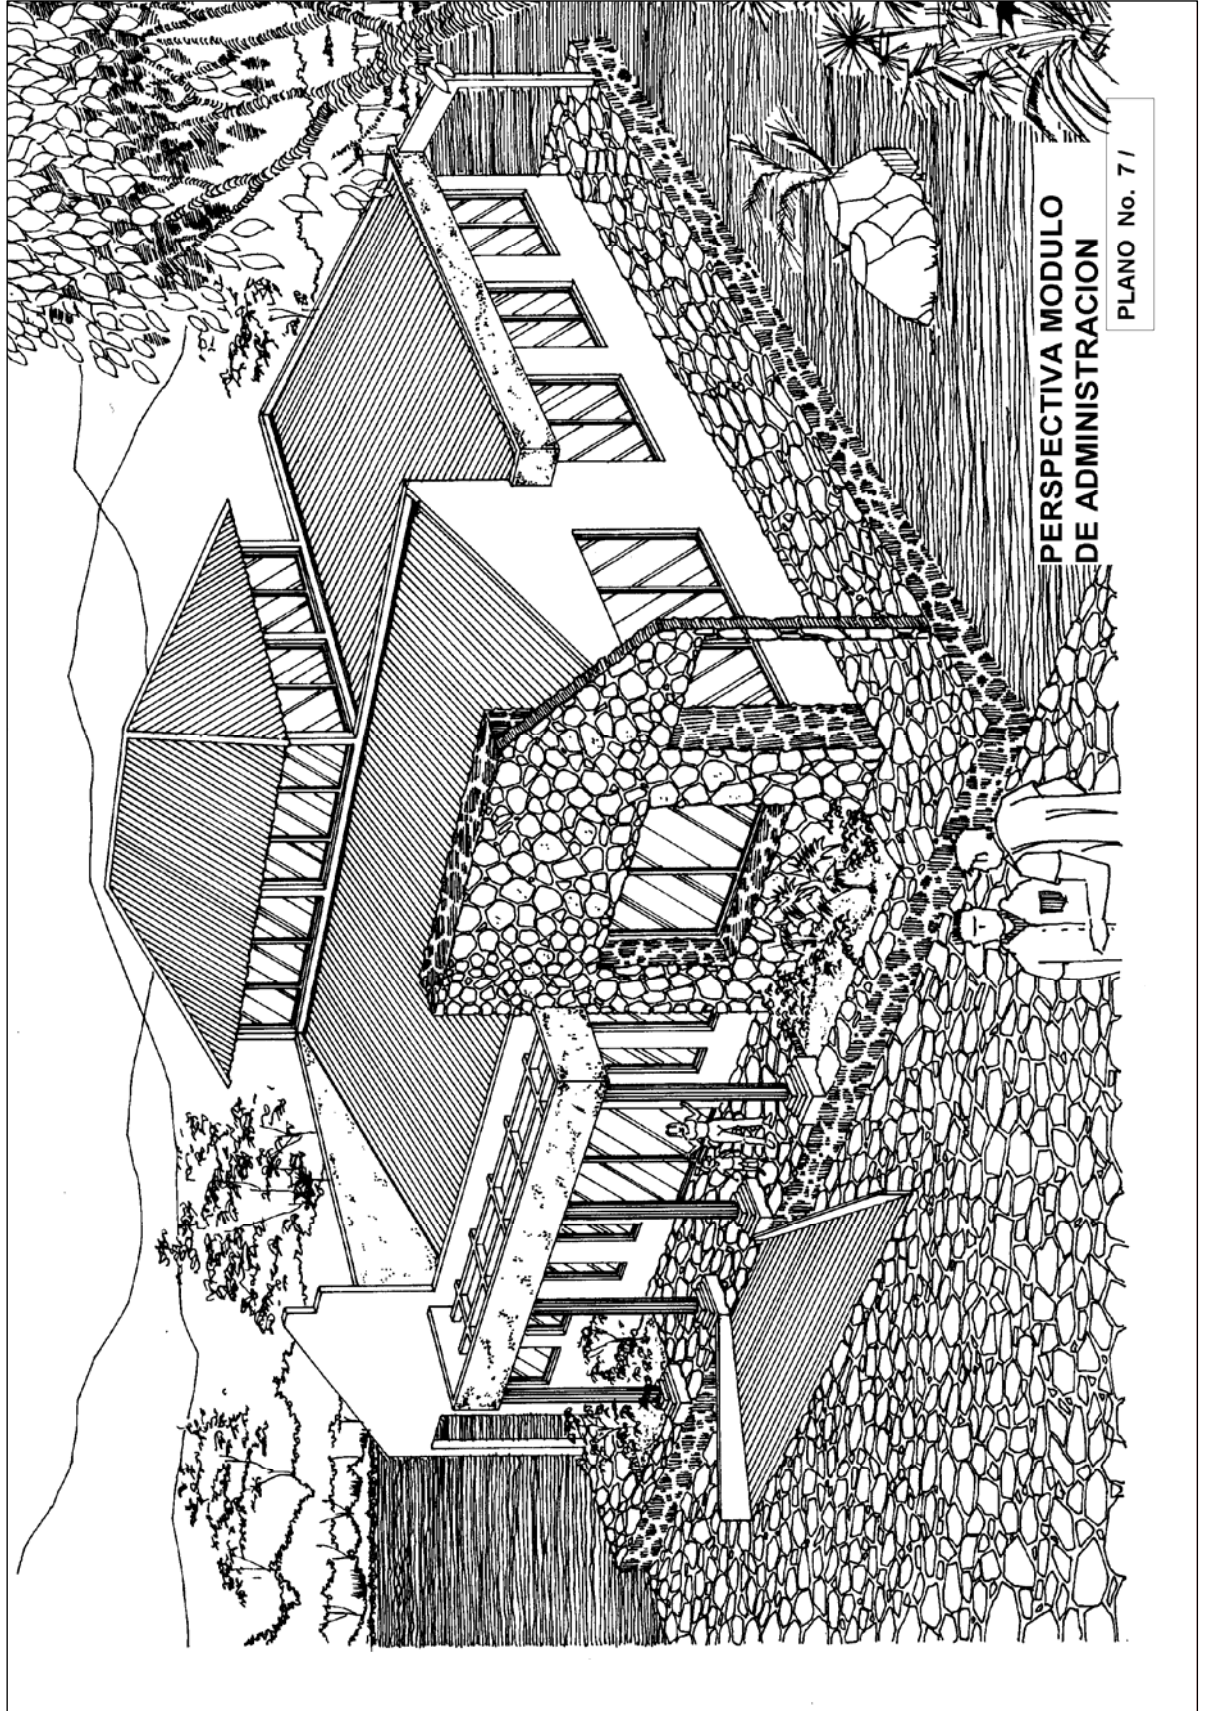 PERSPECTIVA MODULO
DE ADMINISTRACION
PLANO No. 7 /